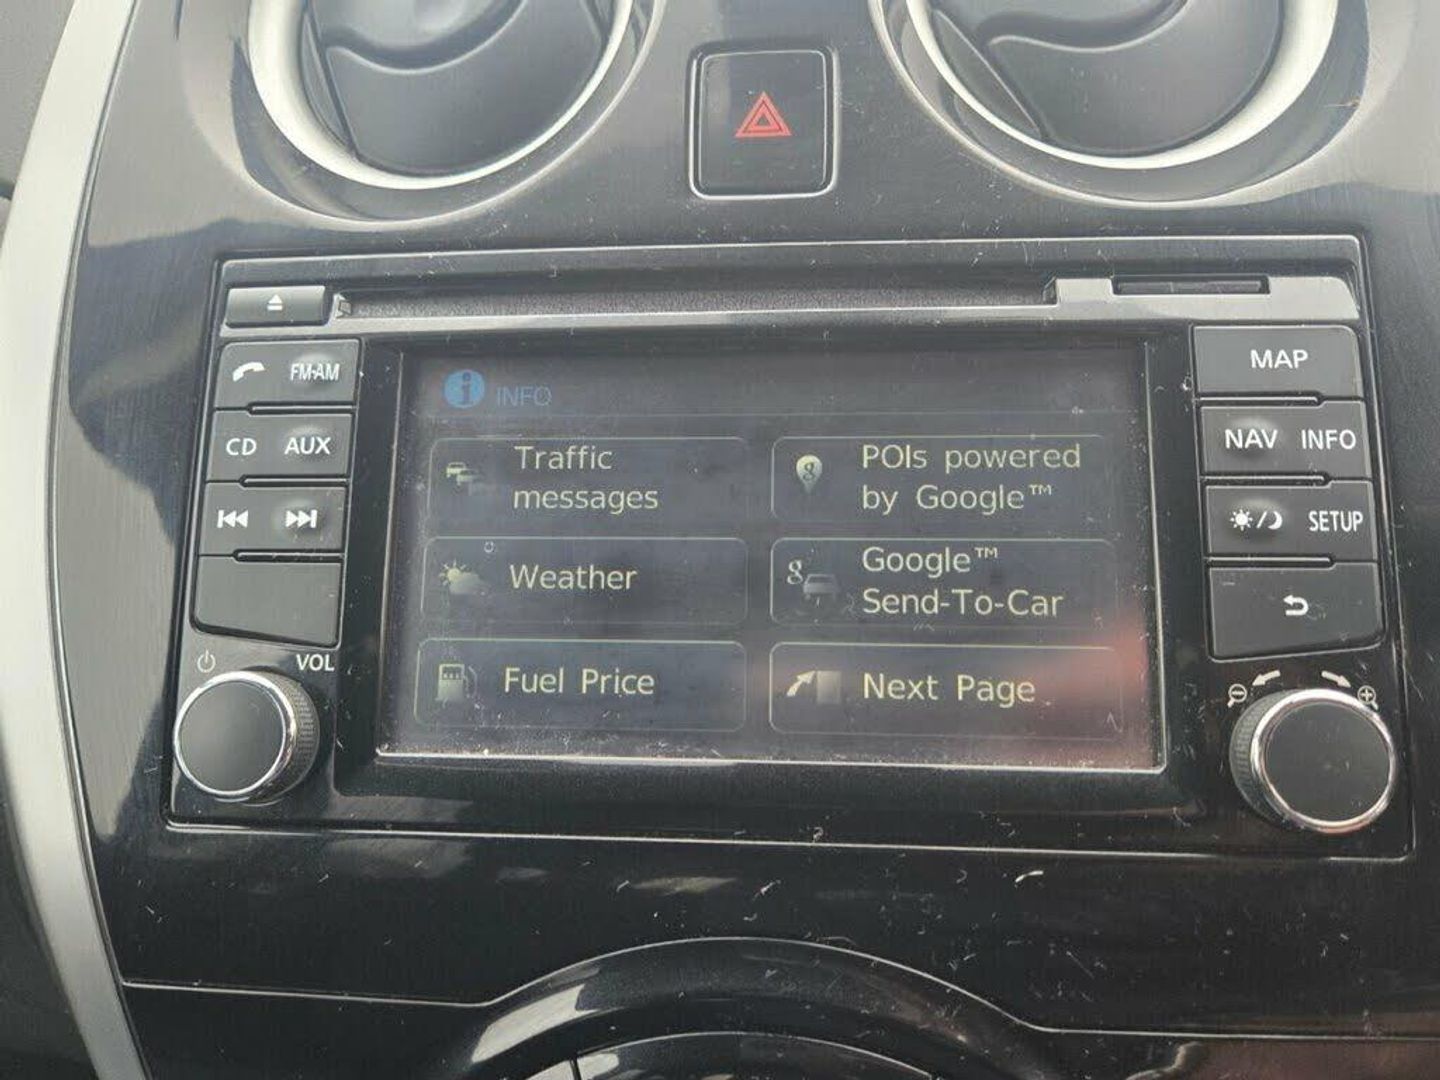 FM·AM
MAP
INFO
CD AUX
NAV INFO
Traffic
messages
POIs powered
by Google™
SETUP
Weather
g
Google™
Send-To-Car
VOL
Fuel Price
Next Page